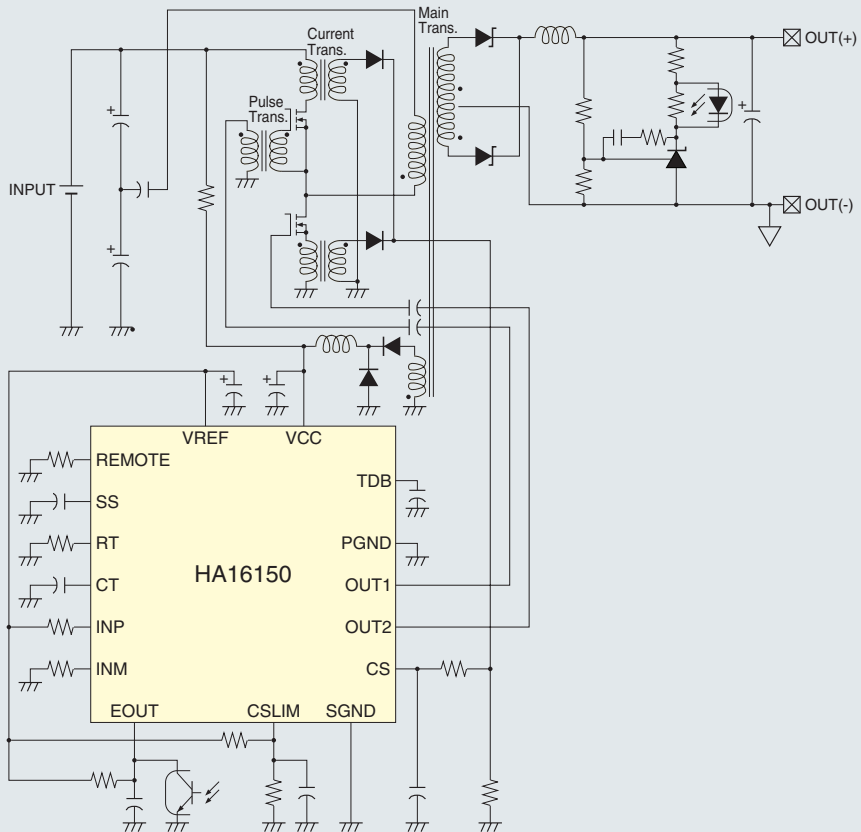 Current
Trans.
Main
Trans.
OUT(+)
Pulse
Trans.
+
+
INPUT
OUT(-)
+
+
+
VREF
VCC
REMOTE
TDB
SS
RT
PGND
HA16150
CT
OUT1
INP
OUT2
INM
CS
EOUT
CSLIM
SGND